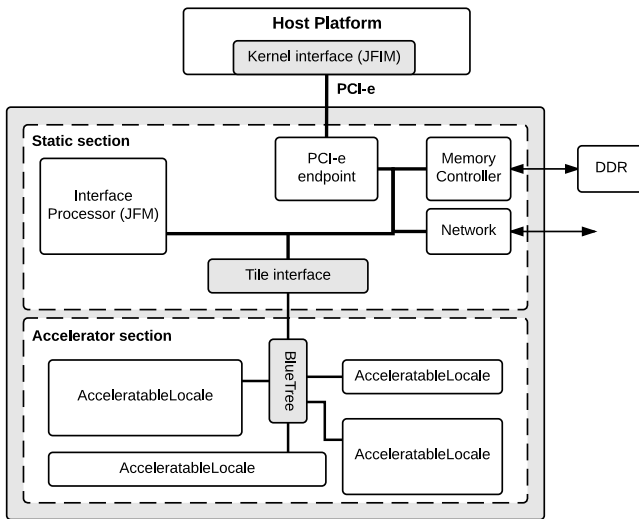 Host Platform
Kernel interface (JFIM)
PCI-e
Static section
PCI-e
endpoint
Memory
Controller
DDR
Interface
Processor (JFM)
Network
Tile interface
Accelerator section
BlueTree
AcceleratableLocale
AcceleratableLocale
AcceleratableLocale
AcceleratableLocale